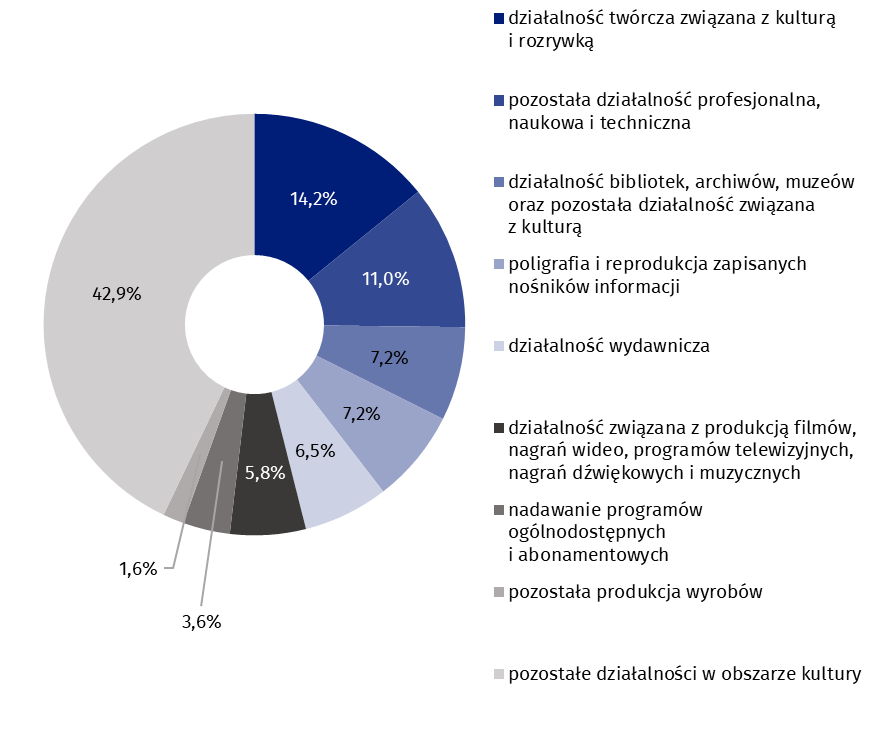 działalność twórcza związana z kulturą
i rozrywką
pozostała działalność profesjonalna,
naukowa i techniczna
działalność bibliotek, archiwów, muzeów
oraz pozostała działalność związana
z kulturą
poligrafia i reprodukcja zapisanych
nośników informacji
działalność wydawnicza
działalność związana z produkcją filmów,
nagrań wideo, programów telewizyjnych,
nagrań dźwiękowych i muzycznych
nadawanie programów
ogólnodostępnych
i abonamentowych
pozostała produkcja wyrobów
pozostałe działalności w obszarze kultury
14,2%
11,0%
7,2%
7,2%
6,5%
5,8%
3,6%
1,6%
42,9%